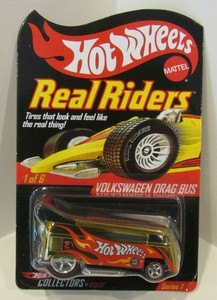 Hot Wheels
MATTEL
Real Riders
Tires that look and feel like
the real thing!
1 of 6
VOLKSWAGEN DRAG BUS
HOT WHEELS
COLLECTORS
Series 7